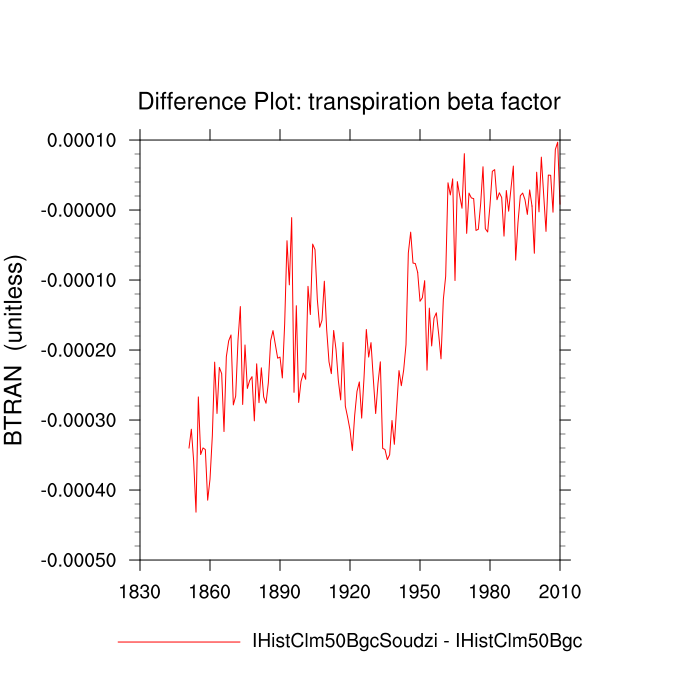 Difference Plot: transpiration beta factor
0.00010
-0.00000
-0.00010
-0.00020
-0.00030
-0.00040
-0.00050
BTRAN (unitless)
1830 1860 1890 1920 1950 1980 2010
IHistClm50BgcSoudzi - IHistClm50Bgc